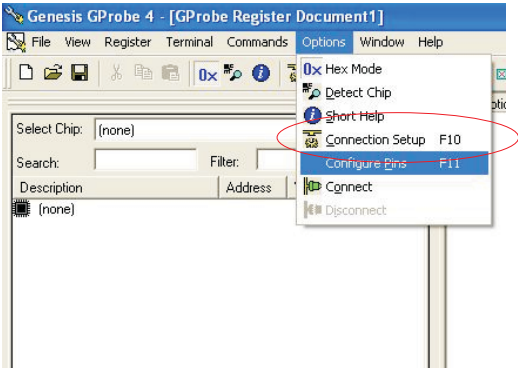 Genesis GProbe 4 - [GProbe Register Document1]
File View Register Terminal Commands Options Window Help
0x
0x Hex Mode
Detect Chip
Short Help
Connection Setup F10
Configure Pins F11
Connect
Disconnect
Select Chip: (none)
Search: Filter:
Description Address
(none)